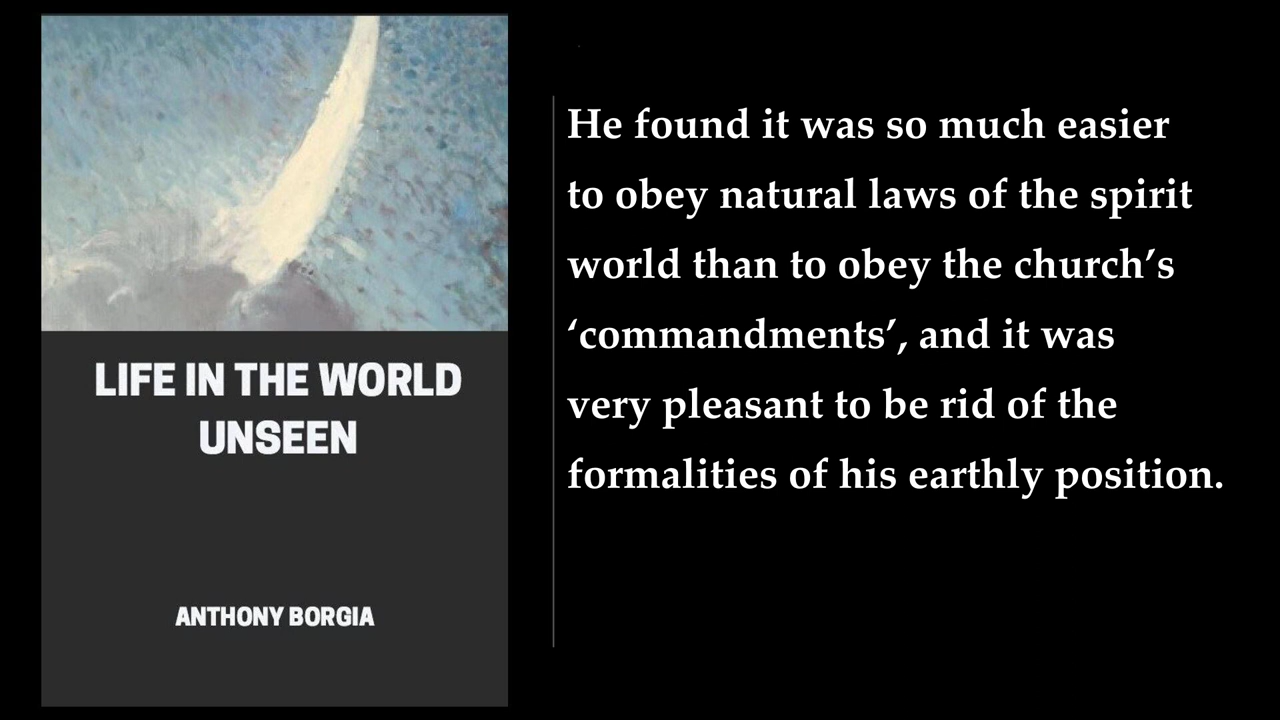 LIFE IN THE WORLD
UNSEEN
ANTHONY BORGIA
He found it was so much easier
to obey natural laws of the spirit
world than to obey the church’s
‘commandments’, and it was
very pleasant to be rid of the
formalities of his earthly position.